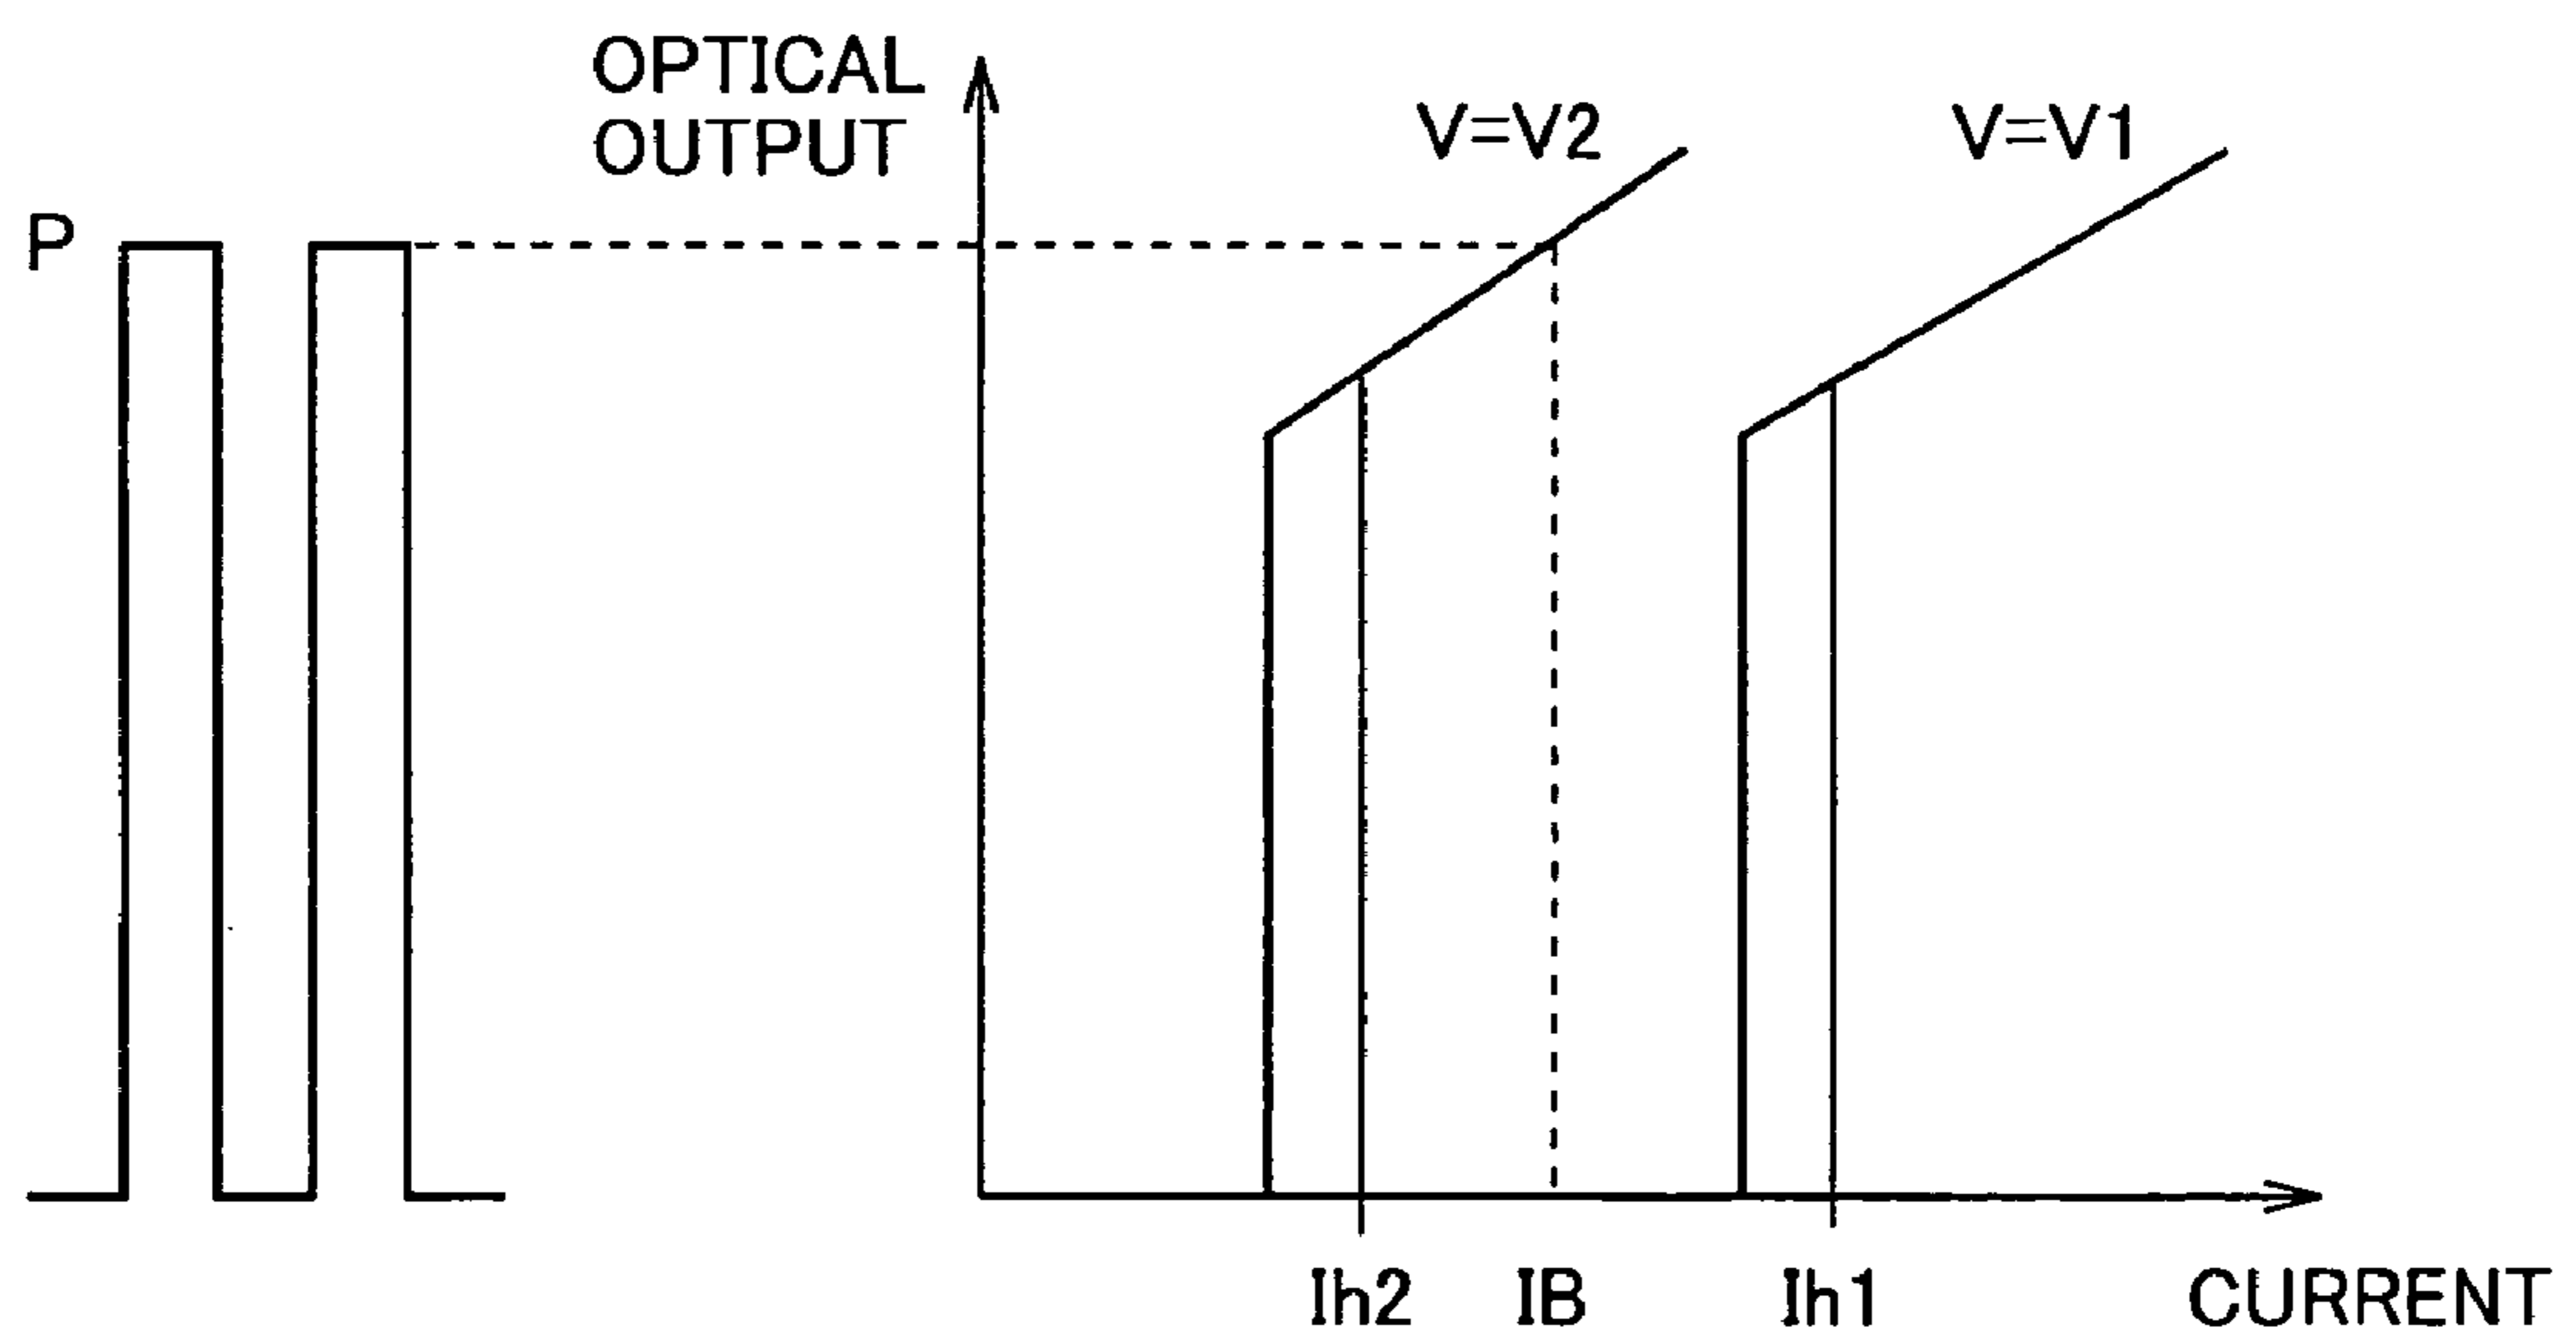 OPTICAL
OUTPUT
V=V2
V=V1
P
Ih2
IB
Ih1
CURRENT